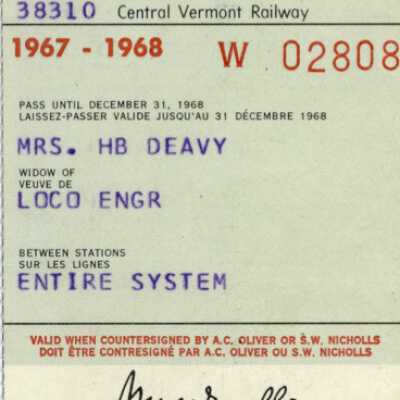 38310 Central Vermont Railway
1967 - 1968 W 02808
PASS UNTIL DECEMBER 31, 1968
LAISSEZ-PASSER VALIDE JUSQU'AU 31 DÉCEMBRE 1968
MRS. HB DEAVY
WIDOW OF
VEUVE DE
LOCO ENGR
BETWEEN STATIONS
SUR LES LIGNES
ENTIRE SYSTEM
VALID WHEN COUNTERSIGNED BY A.C. OLIVER OR S.W. NICHOLLS
DOIT ÊTRE CONTRESIGNÉ PAR A.C. OLIVER OU S.W. NICHOLLS